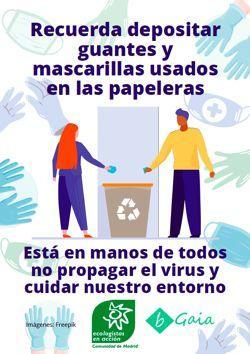 Recuerda depositar
guantes y
mascarillas usados
en las papeleras
Está en manos de todos
no propagar el virus y
cuidar nuestro entorno
Imágenes: Freepik
ecologistas
en acción
Comunidad de Madrid
b Gaia